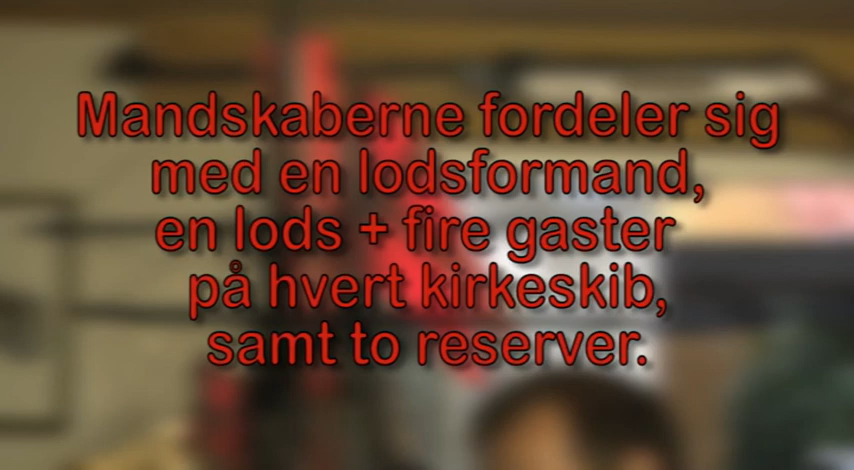 Mandskaberne fordeler sig
med en lodsformand,
en lods + fire gaster
på hvert kirkeskib,
samt to reserver.